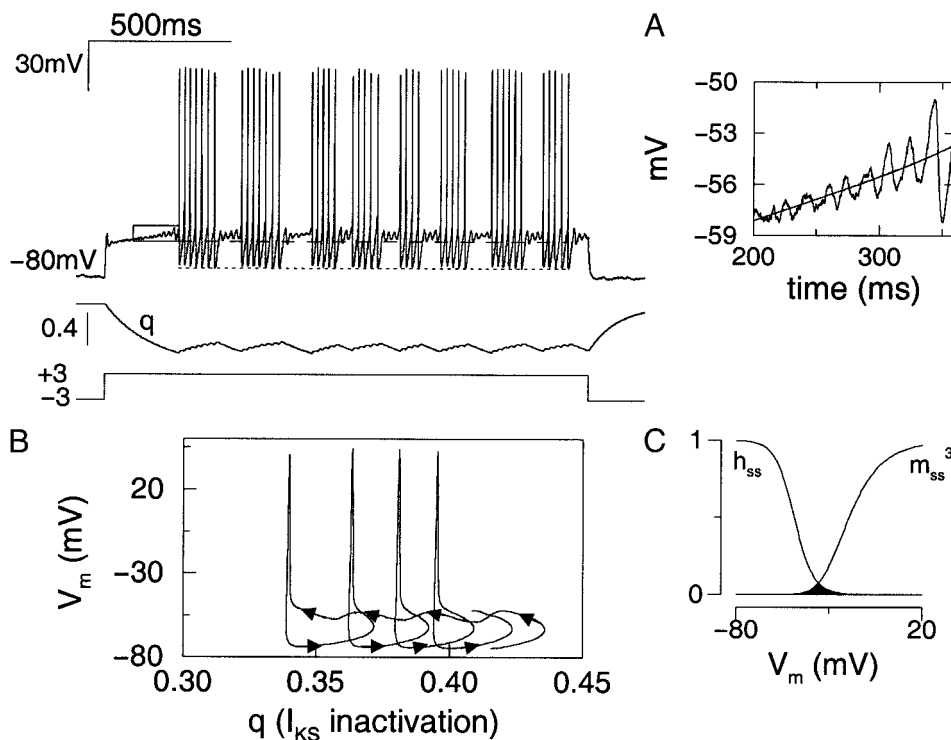 500ms
30mV
−80mV
q
0.4
+3
−3
A
−50
−53
−56
−59
mV
200
300
time (ms)
B
20
−30
−80
V_m (mV)
0.30
0.35
0.40
0.45
q (I_KS inactivation)
C
1
0
h_ss
m_ss^3
−80
20
V_m (mV)